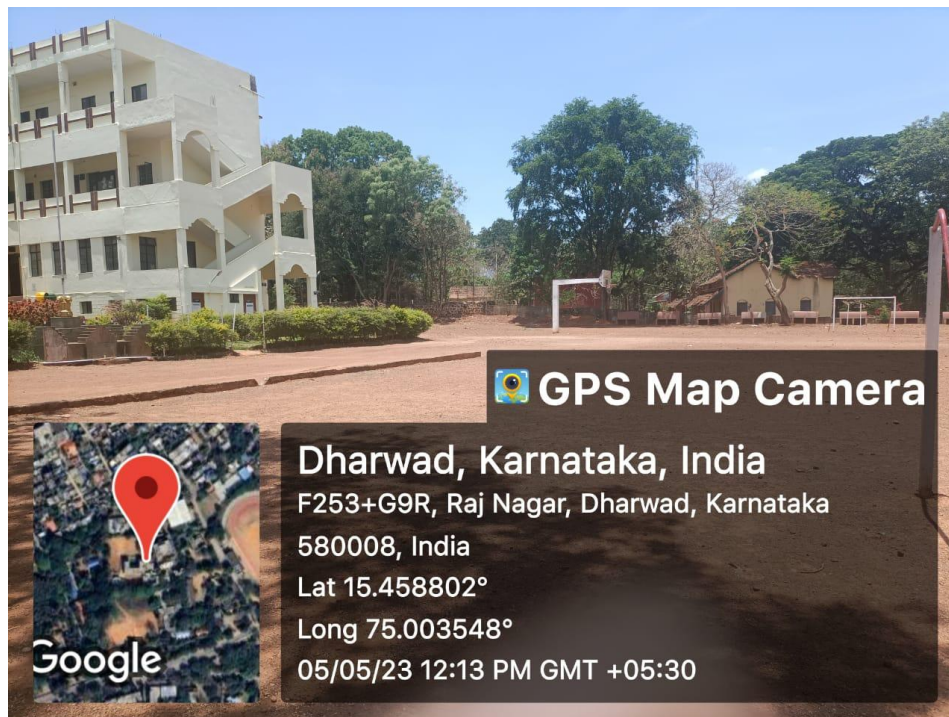 GPS Map Camera
Dharwad, Karnataka, India
F253+G9R, Raj Nagar, Dharwad, Karnataka
580008, India
Lat 15.458802°
Long 75.003548°
05/05/23 12:13 PM GMT +05:30
Google